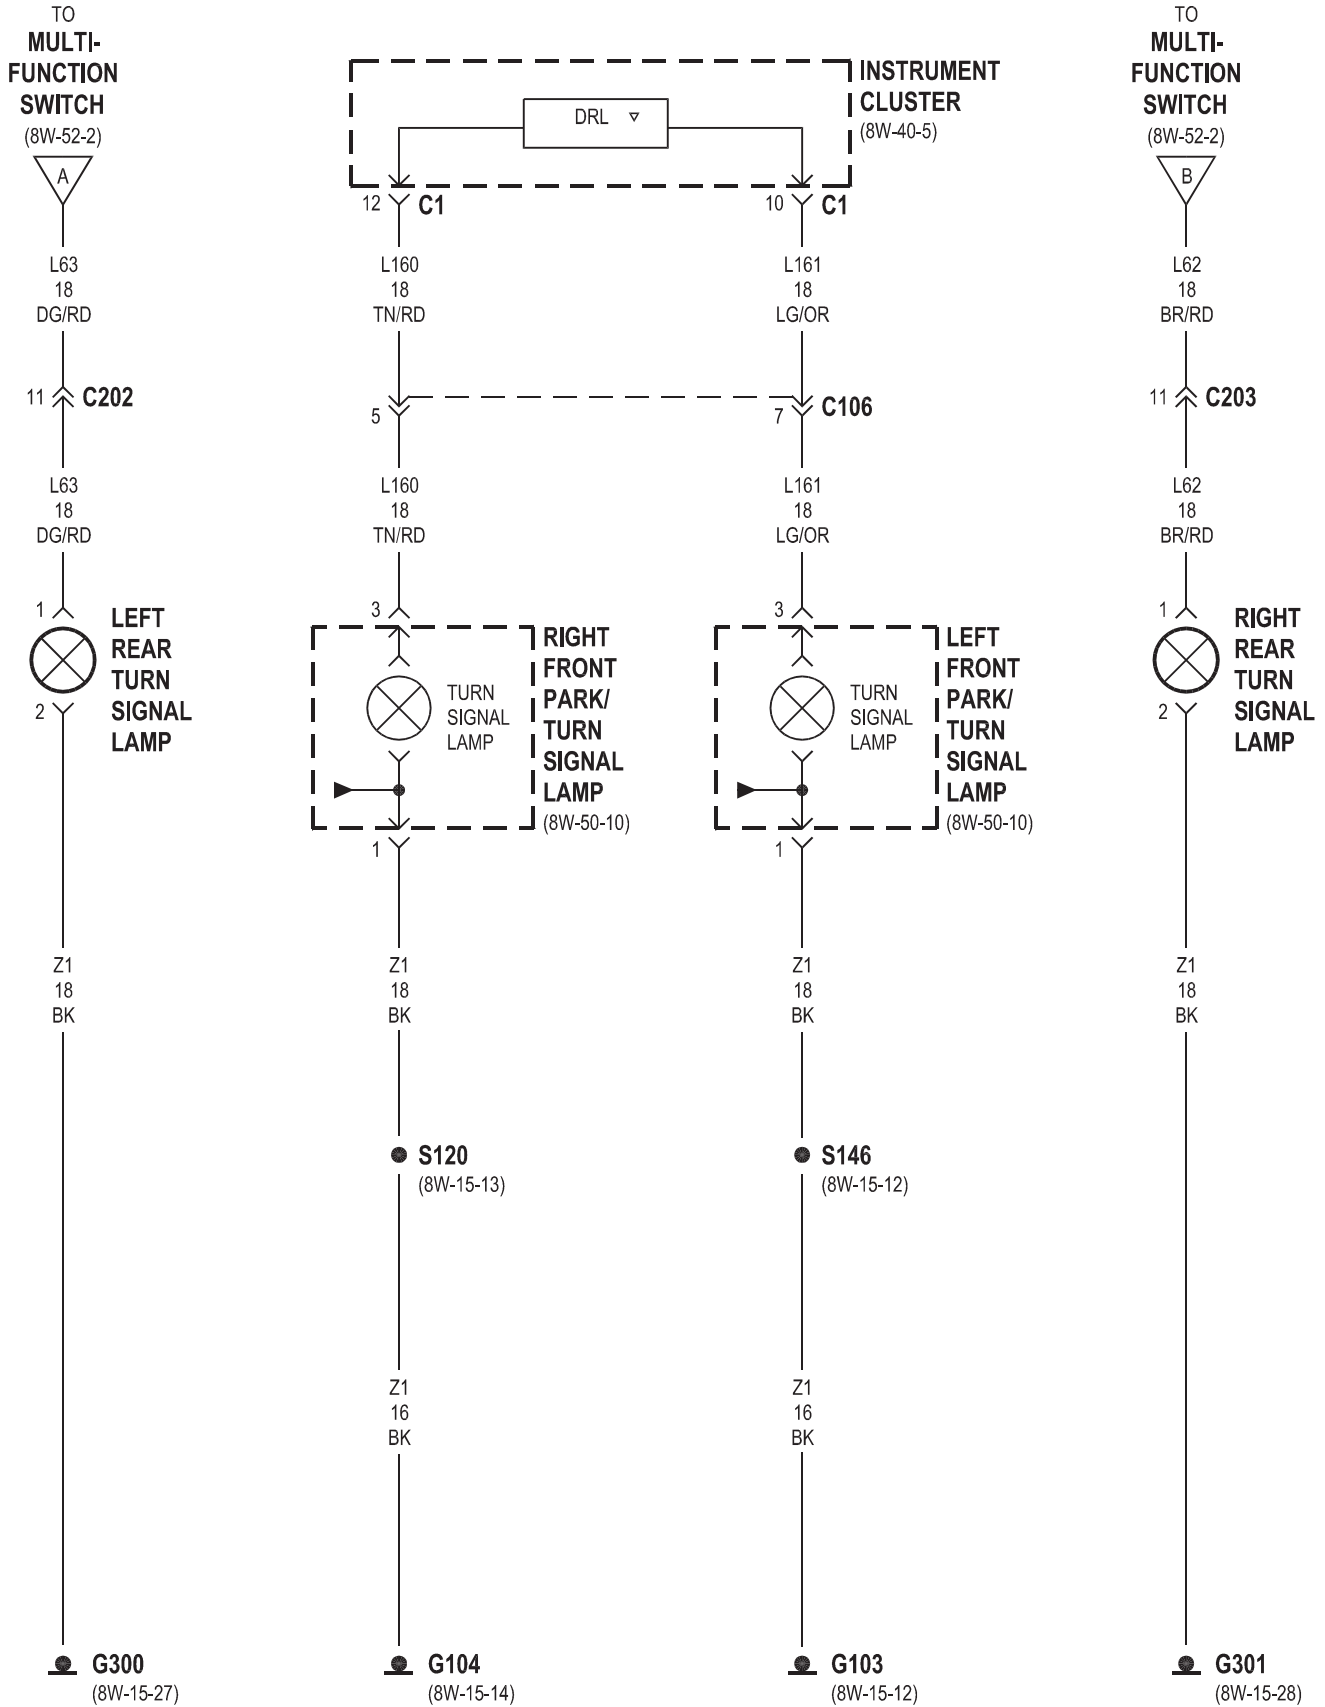 TO
MULTI-
FUNCTION
SWITCH
(8W-52-2)
A
INSTRUMENT
CLUSTER
(8W-40-5)
DRL
TO
MULTI-
FUNCTION
SWITCH
(8W-52-2)
B
12
C1
10
C1
L63
18
DG/RD
L160
18
TN/RD
L161
18
LG/OR
L62
18
BR/RD
11
C202
5
7
C106
11
C203
L63
18
DG/RD
L160
18
TN/RD
L161
18
LG/OR
L62
18
BR/RD
1
2
LEFT
REAR
TURN
SIGNAL
LAMP
3
TURN
SIGNAL
LAMP
1
RIGHT
FRONT
PARK/
TURN
SIGNAL
LAMP
(8W-50-10)
3
TURN
SIGNAL
LAMP
1
LEFT
FRONT
PARK/
TURN
SIGNAL
LAMP
(8W-50-10)
1
2
RIGHT
REAR
TURN
SIGNAL
LAMP
Z1
18
BK
Z1
18
BK
Z1
18
BK
Z1
18
BK
S120
(8W-15-13)
S146
(8W-15-12)
Z1
16
BK
Z1
16
BK
G300
(8W-15-27)
G104
(8W-15-14)
G103
(8W-15-12)
G301
(8W-15-28)